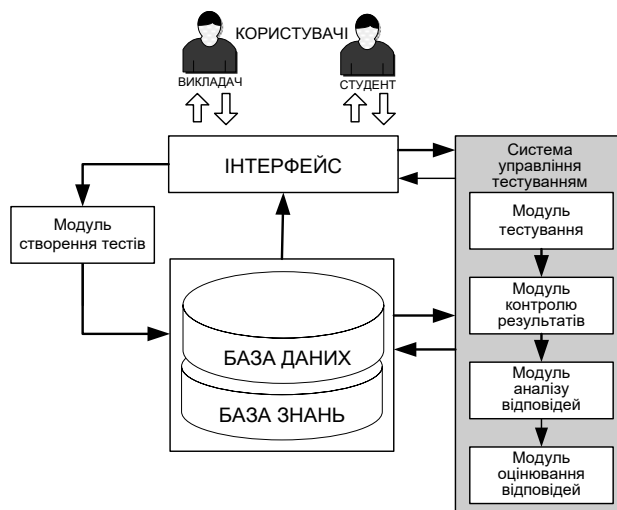 КОРИСТУВАЧІ
ВИКЛАДАЧ
СТУДЕНТ
ІНТЕРФЕЙС
Система
управління
тестуванням
Модуль
створення тестів
Модуль
тестування
Модуль
контролю
результатів
БАЗА ДАНИХ
БАЗА ЗНАНЬ
Модуль
аналізу
відповідей
Модуль
оцінювання
відповідей